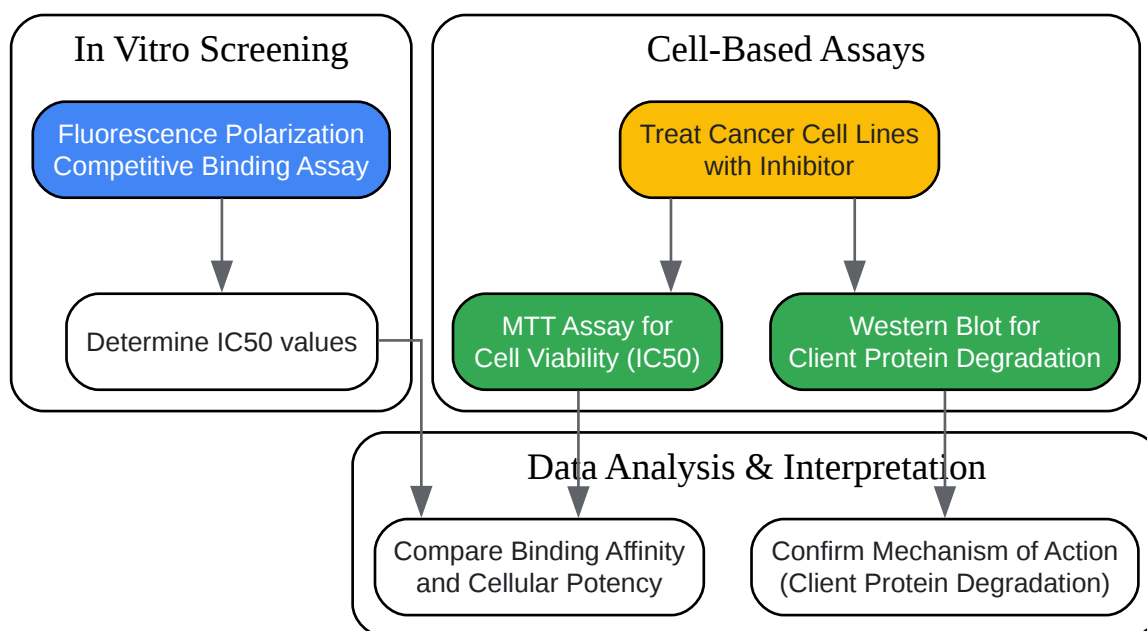 In Vitro Screening
Fluorescence Polarization
Competitive Binding Assay
Determine IC50 values
Cell-Based Assays
Treat Cancer Cell Lines
with Inhibitor
MTT Assay for
Cell Viability (IC50)
Western Blot for
Client Protein Degradation
Data Analysis & Interpretation
Compare Binding Affinity
and Cellular Potency
Confirm Mechanism of Action
(Client Protein Degradation)